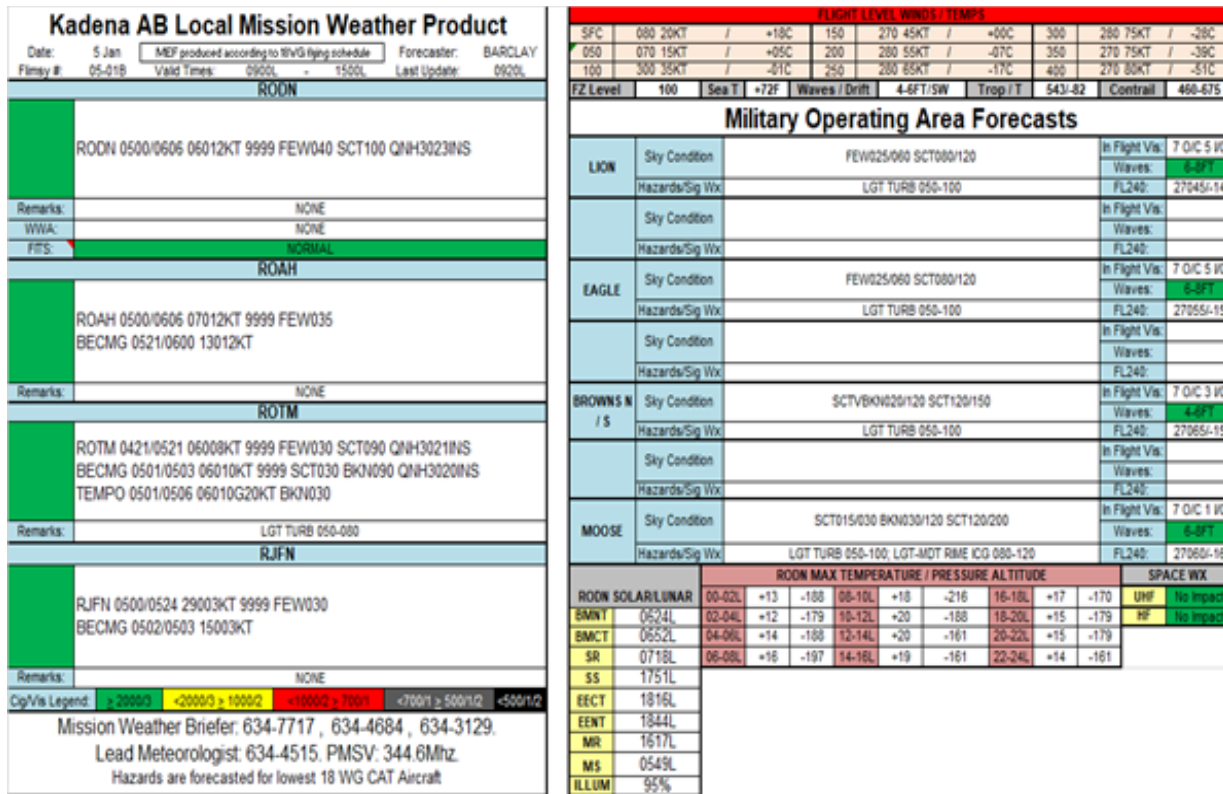 Kadena AB Local Mission Weather Product
Date: 5 Jan MEF produced according to 18WG flying schedule Forecaster: BARCLAY
Flimsy #: 05-01B Valid Times: 0900L - 1500L Last Update: 0920L
RODN
RODN 0500/0606 06012KT 9999 FEW040 SCT100 QNH3023INS
Remarks: NONE
WWA: NONE
FITS: NORMAL
ROAH
ROAH 0500/0606 07012KT 9999 FEW035
BECMG 0521/0600 13012KT
Remarks: NONE
ROTM
ROTM 0421/0521 06008KT 9999 FEW030 SCT090 QNH3021INS
BECMG 0501/0503 06010KT 9999 SCT030 BKN090 QNH3020INS
TEMPO 0501/0506 06010G20KT BKN030
Remarks: LGT TURB 050-080
RJFN
RJFN 0500/0524 29003KT 9999 FEW030
BECMG 0502/0503 15003KT
Remarks: NONE
Cig/Vis Legend: ≥ 2000/3 <2000/3 ≥ 1000/2 <1000/2 ≥ 700/1 <700/1 ≥ 500/1/2 <500/1/2
Mission Weather Briefer: 634-7717 , 634-4684 , 634-3129.
Lead Meteorologist: 634-4515. PMSV: 344.6Mhz.
Hazards are forecasted for lowest 18 WG CAT Aircraft
FLIGHT LEVEL WINDS / TEMPS
SFC 080 20KT / +18C 150 270 45KT / +00C 300 280 75KT / -28C
050 070 15KT / +05C 200 280 55KT / -07C 350 270 75KT / -39C
100 300 35KT / -01C 250 280 65KT / -17C 400 270 80KT / -51C
FZ Level 100 Sea T +72F Waves / Drift 4-6FT/SW Trop / T 543/-82 Contrail 460-675
Military Operating Area Forecasts
LION Sky Condition FEW025/060 SCT080/120 In Flight Vis: 7 O/C 5 I/C
Waves: 6-8FT
Hazards/Sig Wx LGT TURB 050-100 FL240: 27045/-14
Sky Condition In Flight Vis:
Waves:
Hazards/Sig Wx FL240:
EAGLE Sky Condition FEW025/060 SCT080/120 In Flight Vis: 7 O/C 5 I/C
Waves: 6-8FT
Hazards/Sig Wx LGT TURB 050-100 FL240: 27055/-15
Sky Condition In Flight Vis:
Waves:
Hazards/Sig Wx FL240:
BROWNS N / S Sky Condition SCTVBKN020/120 SCT120/150 In Flight Vis: 7 O/C 3 I/C
Waves: 4-6FT
Hazards/Sig Wx LGT TURB 050-100 FL240: 27065/-15
Sky Condition In Flight Vis:
Waves:
Hazards/Sig Wx FL240:
MOOSE Sky Condition SCT015/030 BKN030/120 SCT120/200 In Flight Vis: 7 O/C 1 I/C
Waves: 6-8FT
Hazards/Sig Wx LGT TURB 050-100; LGT-MDT RIME ICG 080-120 FL240: 27060/-16
RODN MAX TEMPERATURE / PRESSURE ALTITUDE SPACE WX
RODN SOLAR/LUNAR 00-02L +13 -188 08-10L +18 -216 16-18L +17 -170 UHF No Impact
BMNT 0624L 02-04L +12 -179 10-12L +20 -188 18-20L +15 -179 HF No Impact
BMCT 0652L 04-06L +14 -188 12-14L +20 -161 20-22L +15 -179
SR 0718L 06-08L +16 -197 14-16L +19 -161 22-24L +14 -161
SS 1751L
EECT 1816L
EENT 1844L
MR 1617L
MS 0549L
ILLUM 95%